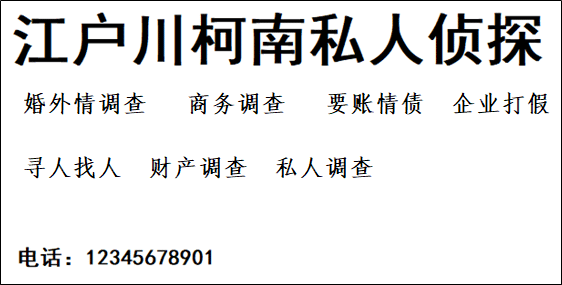 江户川柯南私人侦探
婚外情调查 商务调查 要账情债 企业打假
寻人找人 财产调查 私人调查
电话：12345678901